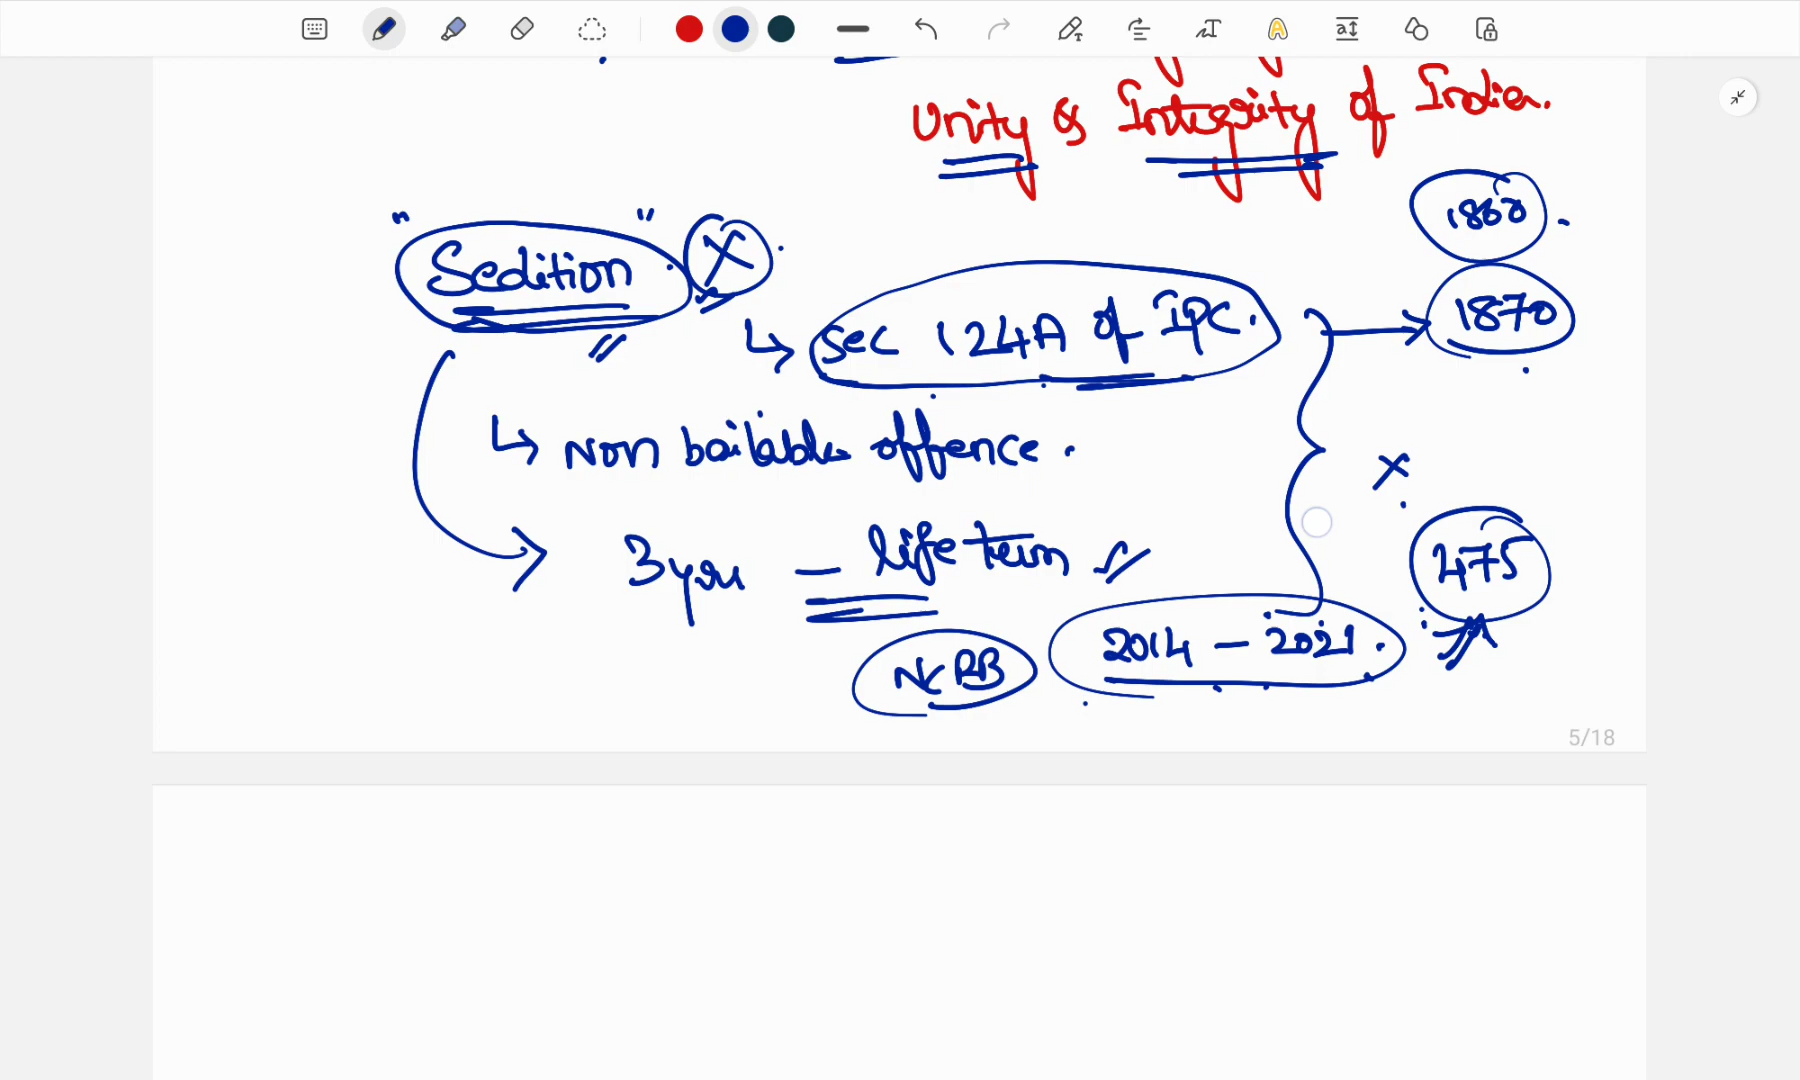 Unity & Integrity of India.
1860.
"Sedition" X
1870
↳ Sec 124A of IPC.
↳ Non bailable offence.
X
475
3 year – life term
NCRB 2014 – 2021.
5/18